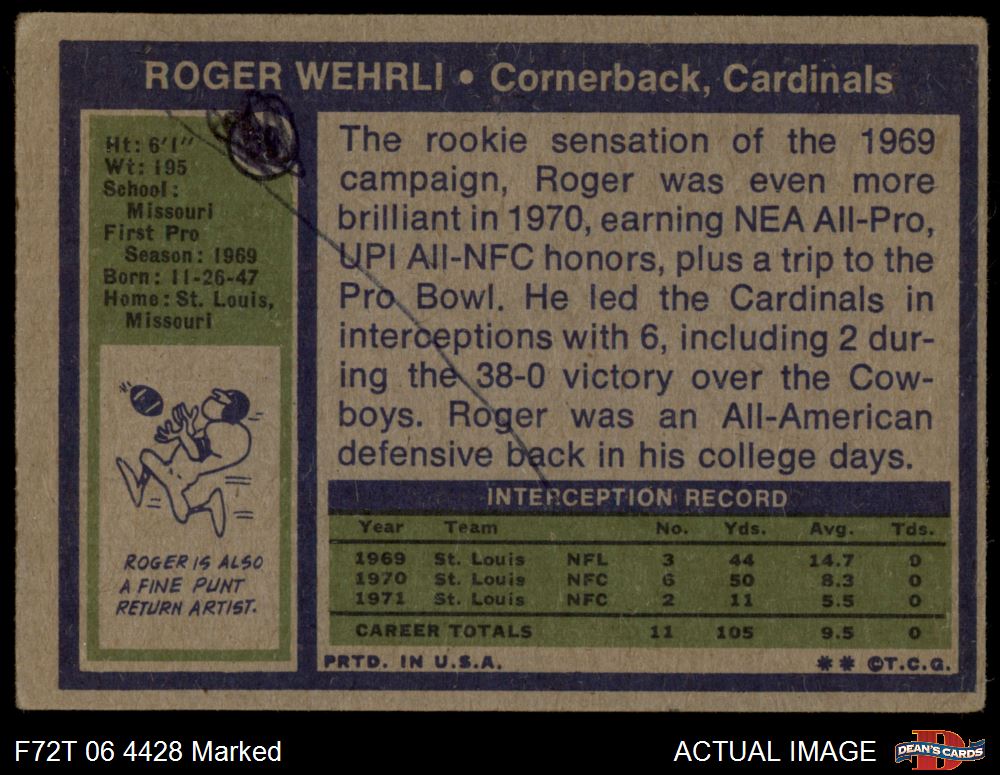 ROGER WEHRLI • Cornerback, Cardinals
Ht: 6'1"
Wt: 195
School:
Missouri
First Pro
Season: 1969
Born: 11-26-47
Home: St. Louis,
Missouri
ROGER IS ALSO
A FINE PUNT
RETURN ARTIST.
The rookie sensation of the 1969
campaign, Roger was even more
brilliant in 1970, earning NEA All-Pro,
UPI All-NFC honors, plus a trip to the
Pro Bowl. He led the Cardinals in
interceptions with 6, including 2 dur-
ing the 38-0 victory over the Cow-
boys. Roger was an All-American
defensive back in his college days.
INTERCEPTION RECORD
Year Team No. Yds. Avg. Tds.
1969 St. Louis NFL 3 44 14.7 0
1970 St. Louis NFC 6 50 8.3 0
1971 St. Louis NFC 2 11 5.5 0
CAREER TOTALS 11 105 9.5 0
PRTD. IN U.S.A. ** ©T.C.G.
F72T 06 4428 Marked
ACTUAL IMAGE
DEAN'S CARDS